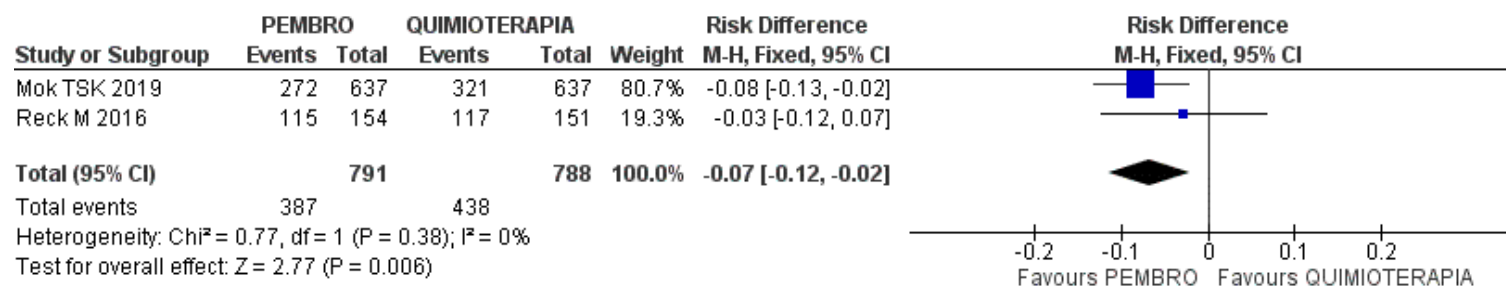 PEMBRO QUIMIOTERAPIA Risk Difference Risk Difference
Study or Subgroup Events Total Events Total Weight M-H, Fixed, 95% CI M-H, Fixed, 95% CI
Mok TSK 2019 272 637 321 637 80.7% -0.08 [-0.13, -0.02]
Reck M 2016 115 154 117 151 19.3% -0.03 [-0.12, 0.07]
Total (95% CI) 791 788 100.0% -0.07 [-0.12, -0.02]
Total events 387 438
Heterogeneity: Chi² = 0.77, df = 1 (P = 0.38); I² = 0%
Test for overall effect: Z = 2.77 (P = 0.006)
-0.2 -0.1 0 0.1 0.2
Favours PEMBRO Favours QUIMIOTERAPIA